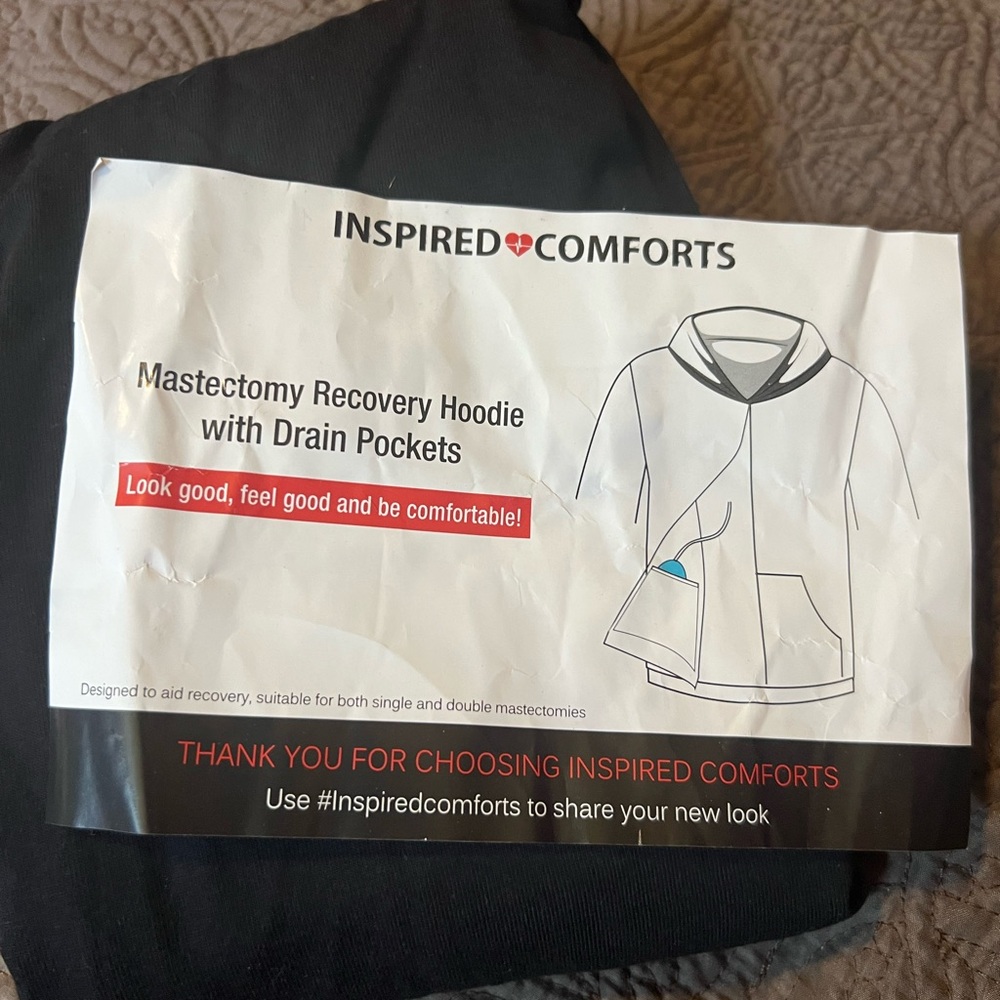 INSPIRED COMFORTS
Mastectomy Recovery Hoodie
with Drain Pockets
Look good, feel good and be comfortable!
Designed to aid recovery, suitable for both single and double mastectomies
THANK YOU FOR CHOOSING INSPIRED COMFORTS
Use #Inspiredcomforts to share your new look